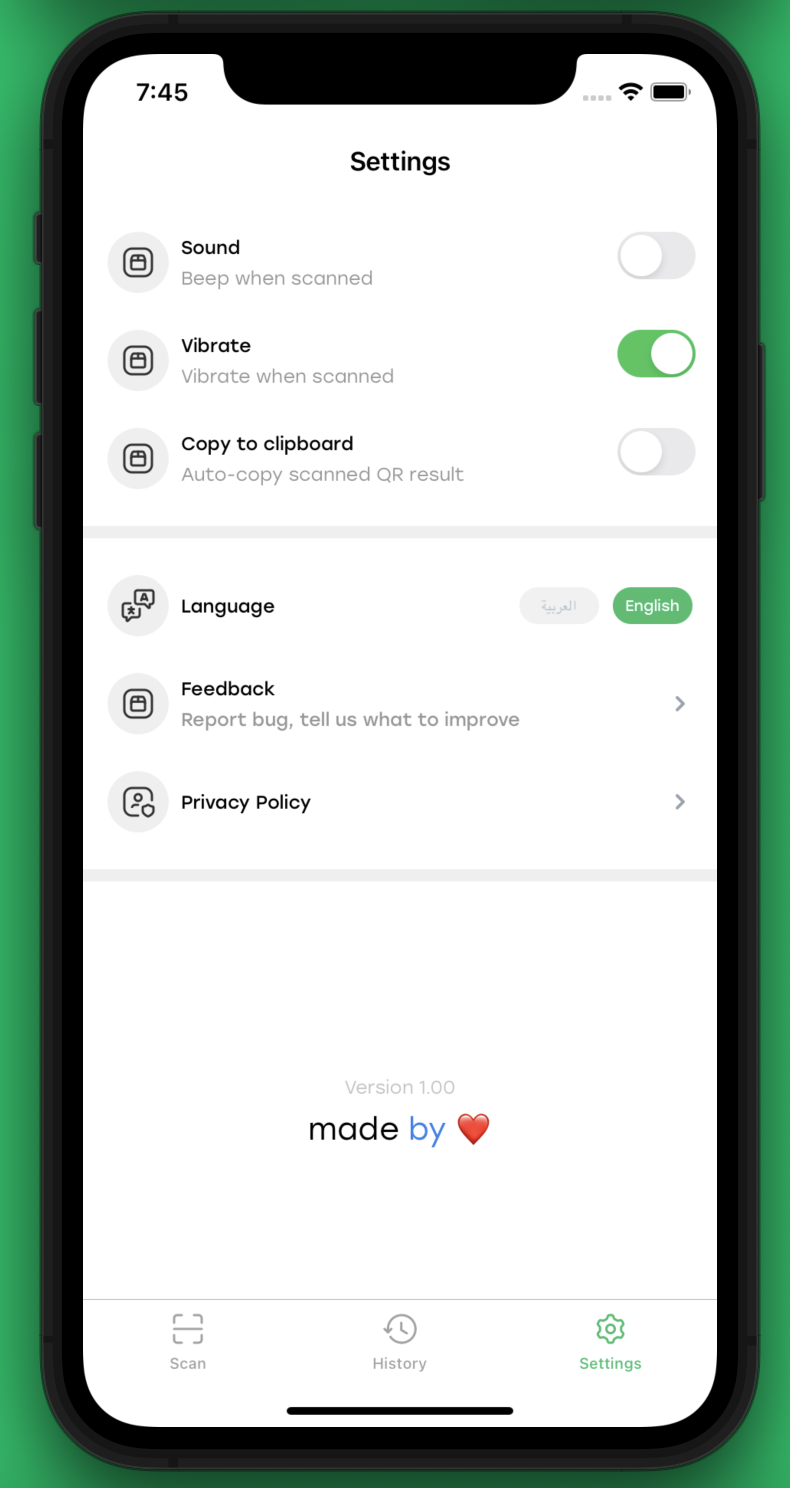 7:45
Settings
Sound
Beep when scanned
Vibrate
Vibrate when scanned
Copy to clipboard
Auto-copy scanned QR result
Language
العربية
English
Feedback
Report bug, tell us what to improve
Privacy Policy
Version 1.00
made by ❤️
Scan
History
Settings